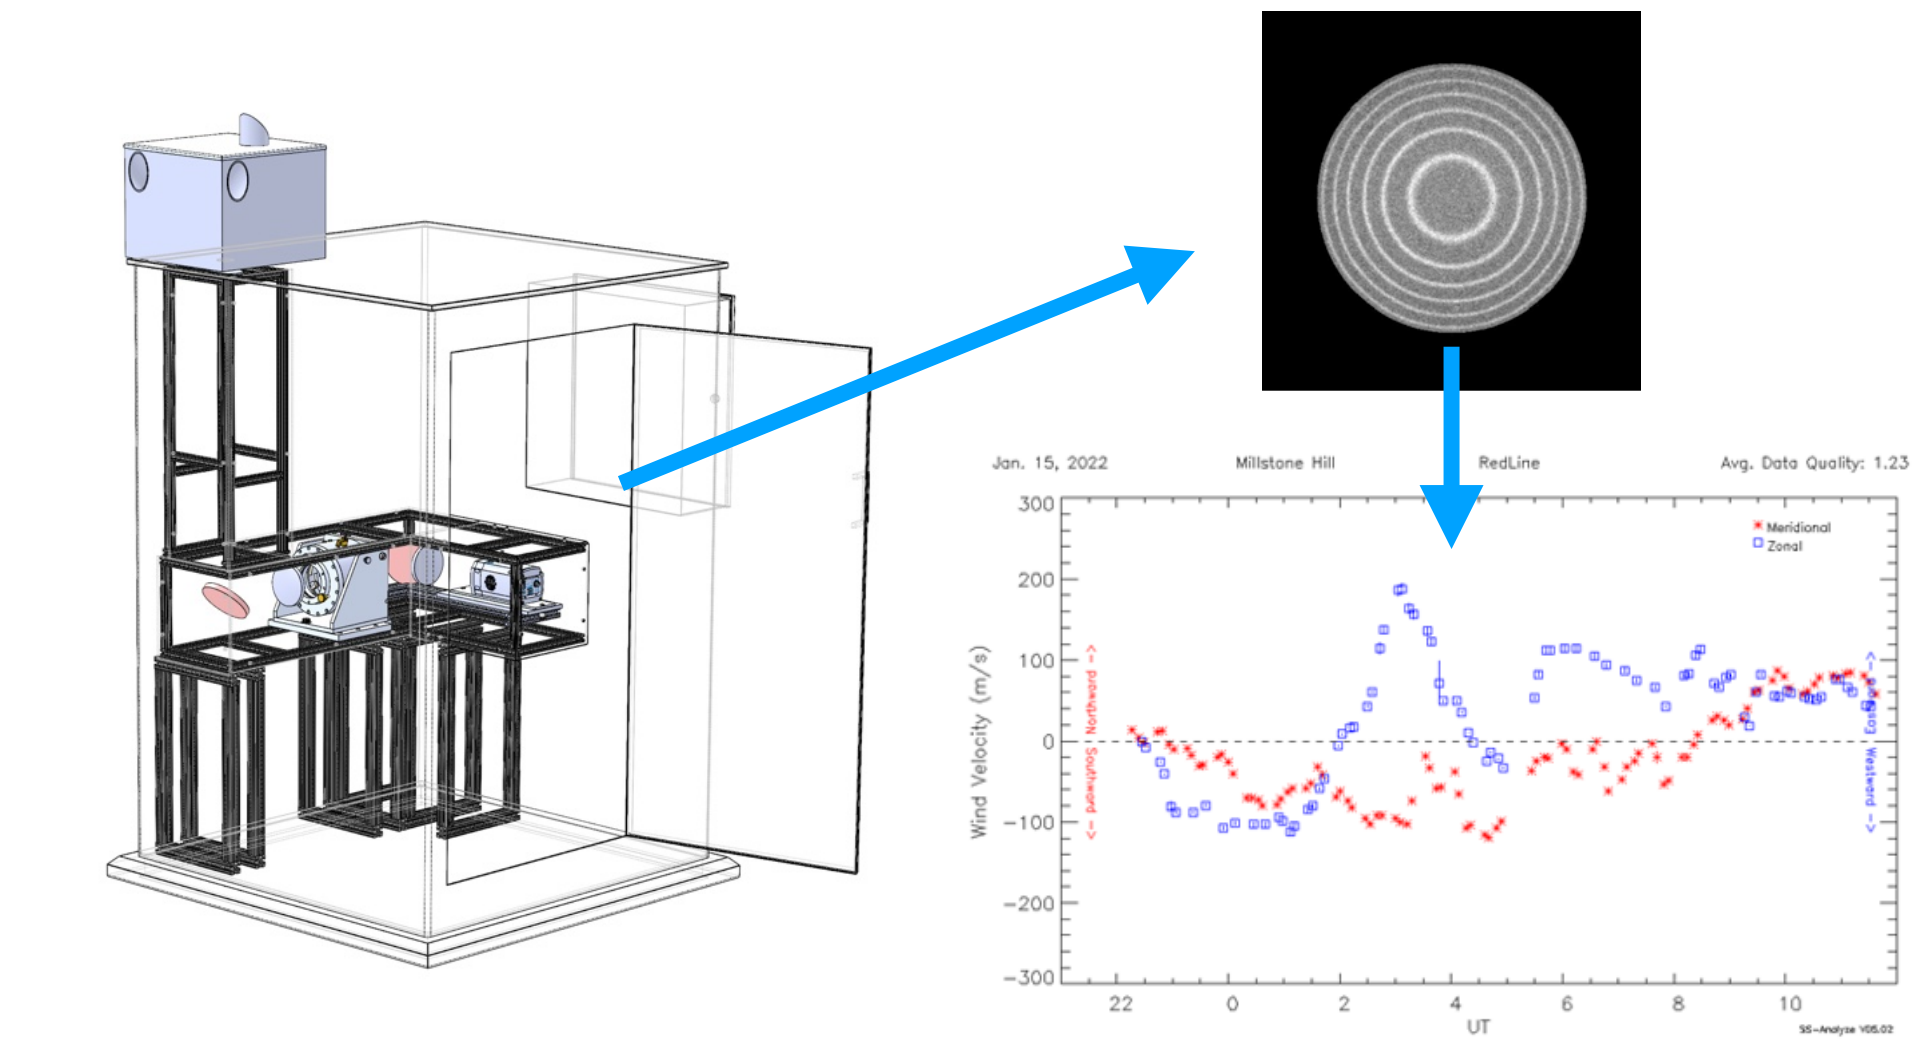 Jan. 15, 2022 Millstone Hill RedLine Avg. Data Quality: 1.23
300
200
100
0
-100
-200
-300
Wind Velocity (m/s)
<- Southward Northward ->
Meridional
Zonal
<- Westward Eastward ->
22 0 2 4 6 8 10
UT
SS-Analyze V05.02